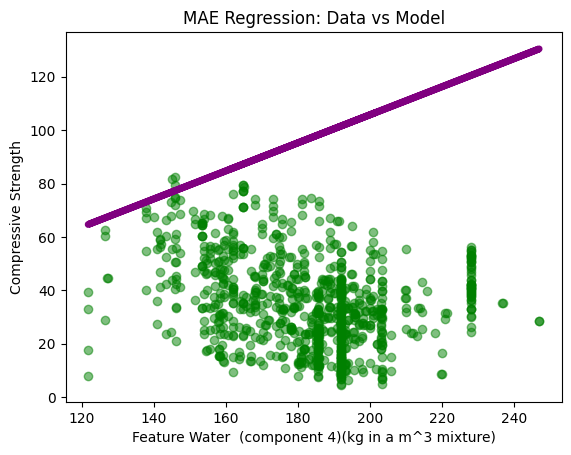 MAE Regression: Data vs Model
Compressive Strength
120
100
80
60
40
20
0
120 140 160 180 200 220 240
Feature Water  (component 4)(kg in a m^3 mixture)